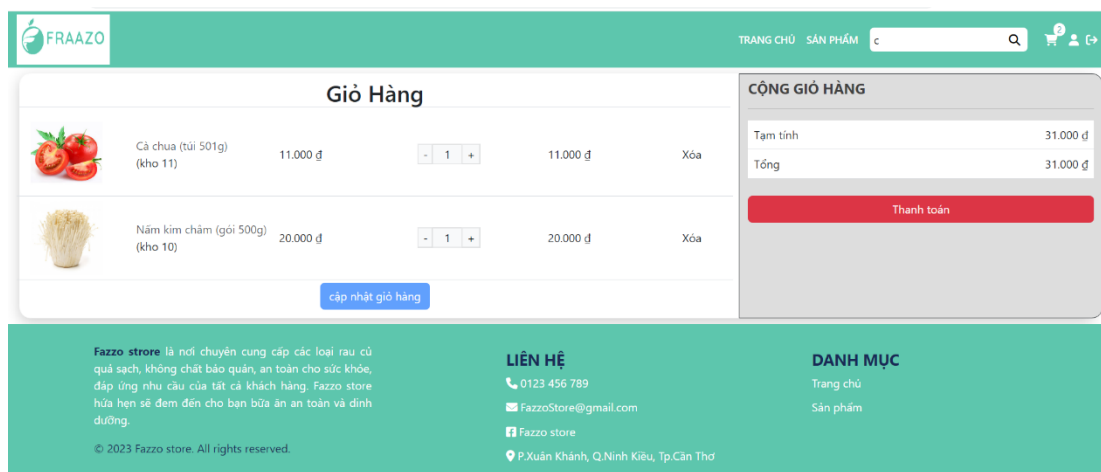 FRAAZO
TRANG CHỦ SẢN PHẨM c 2
Giỏ Hàng
Cà chua (túi 501g)
(kho 11)
11.000 ₫ - 1 + 11.000 ₫ Xóa
Nấm kim châm (gói 500g)
(kho 10)
20.000 ₫ - 1 + 20.000 ₫ Xóa
cập nhật giỏ hàng
CỘNG GIỎ HÀNG
Tạm tính 31.000 ₫
Tổng 31.000 ₫
Thanh toán
Fazzo strore là nơi chuyên cung cấp các loại rau củ
quả sạch, không chất bảo quản, an toàn cho sức khỏe,
đáp ứng nhu cầu của tất cả khách hàng. Fazzo store
hứa hẹn sẽ đem đến cho bạn bữa ăn an toàn và dinh
dưỡng.
© 2023 Fazzo store. All rights reserved.
LIÊN HỆ
0123 456 789
FazzoStore@gmail.com
Fazzo store
P.Xuân Khánh, Q.Ninh Kiều, Tp.Cần Thơ
DANH MỤC
Trang chủ
Sản phẩm